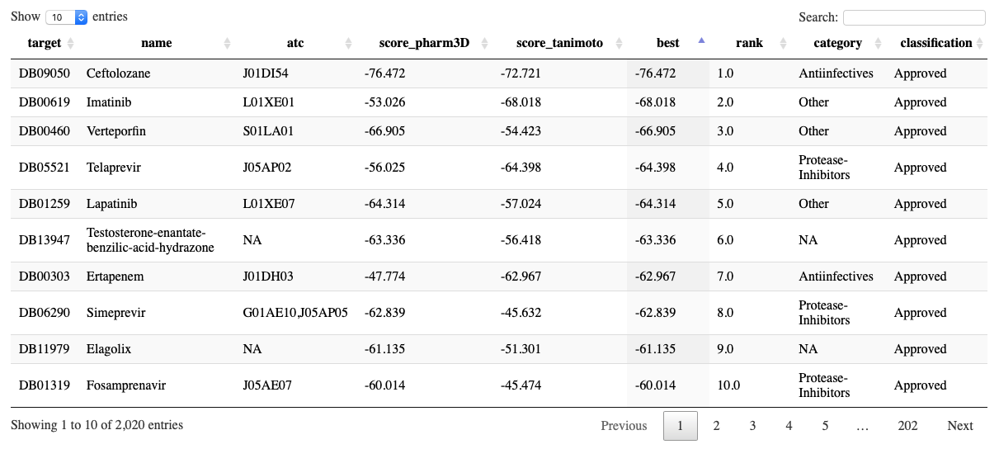 Show 10 entries Search:
target name atc score_pharm3D score_tanimoto best rank category classification
DB09050 Ceftolozane J01DI54 -76.472 -72.721 -76.472 1.0 Antiinfectives Approved
DB00619 Imatinib L01XE01 -53.026 -68.018 -68.018 2.0 Other Approved
DB00460 Verteporfin S01LA01 -66.905 -54.423 -66.905 3.0 Other Approved
DB05521 Telaprevir J05AP02 -56.025 -64.398 -64.398 4.0 Protease-
Inhibitors Approved
DB01259 Lapatinib L01XE07 -64.314 -57.024 -64.314 5.0 Other Approved
DB13947 Testosterone-enantate-
benzilic-acid-hydrazone NA -63.336 -56.418 -63.336 6.0 NA Approved
DB00303 Ertapenem J01DH03 -47.774 -62.967 -62.967 7.0 Antiinfectives Approved
DB06290 Simeprevir G01AE10,J05AP05 -62.839 -45.632 -62.839 8.0 Protease-
Inhibitors Approved
DB11979 Elagolix NA -61.135 -51.301 -61.135 9.0 NA Approved
DB01319 Fosamprenavir J05AE07 -60.014 -45.474 -60.014 10.0 Protease-
Inhibitors Approved
Showing 1 to 10 of 2,020 entries Previous 1 2 3 4 5 … 202 Next